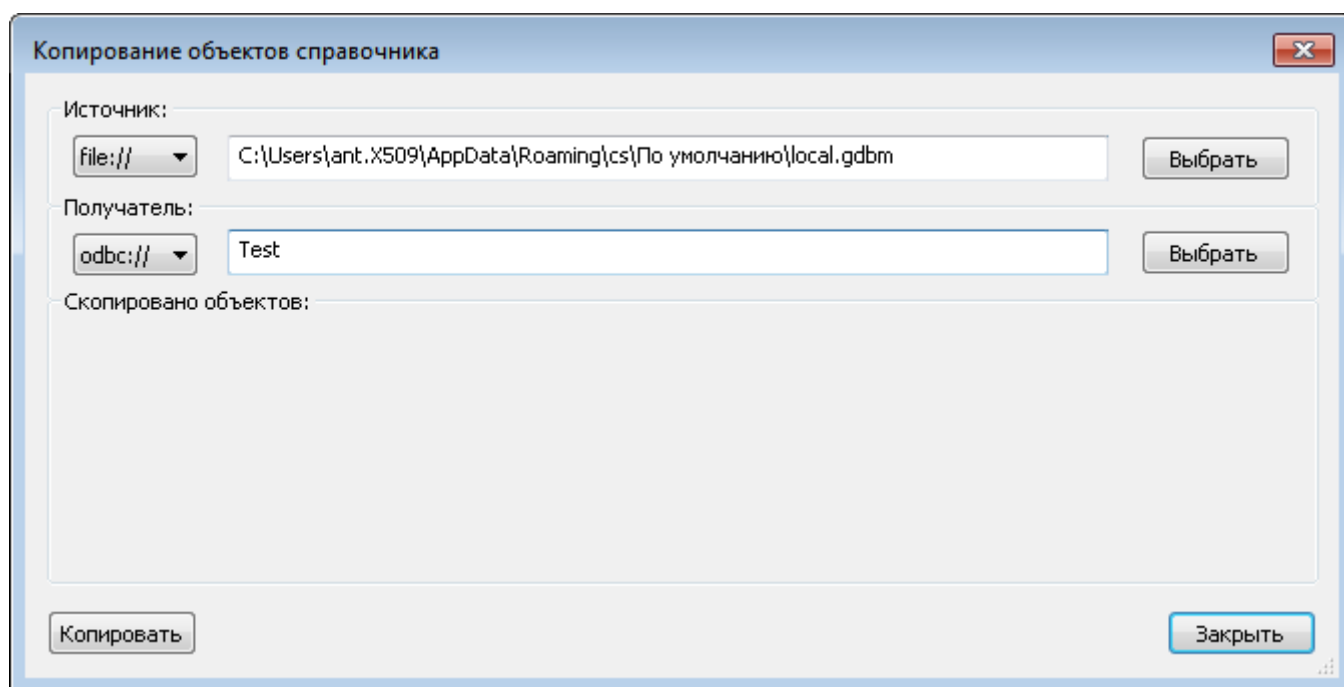 Копирование объектов справочника
Источник:
file://
C:\Users\ant.X509\AppData\Roaming\cs\По умолчанию\local.gdbm
Выбрать
Получатель:
odbc://
Test
Выбрать
Скопировано объектов:
Копировать
Закрыть